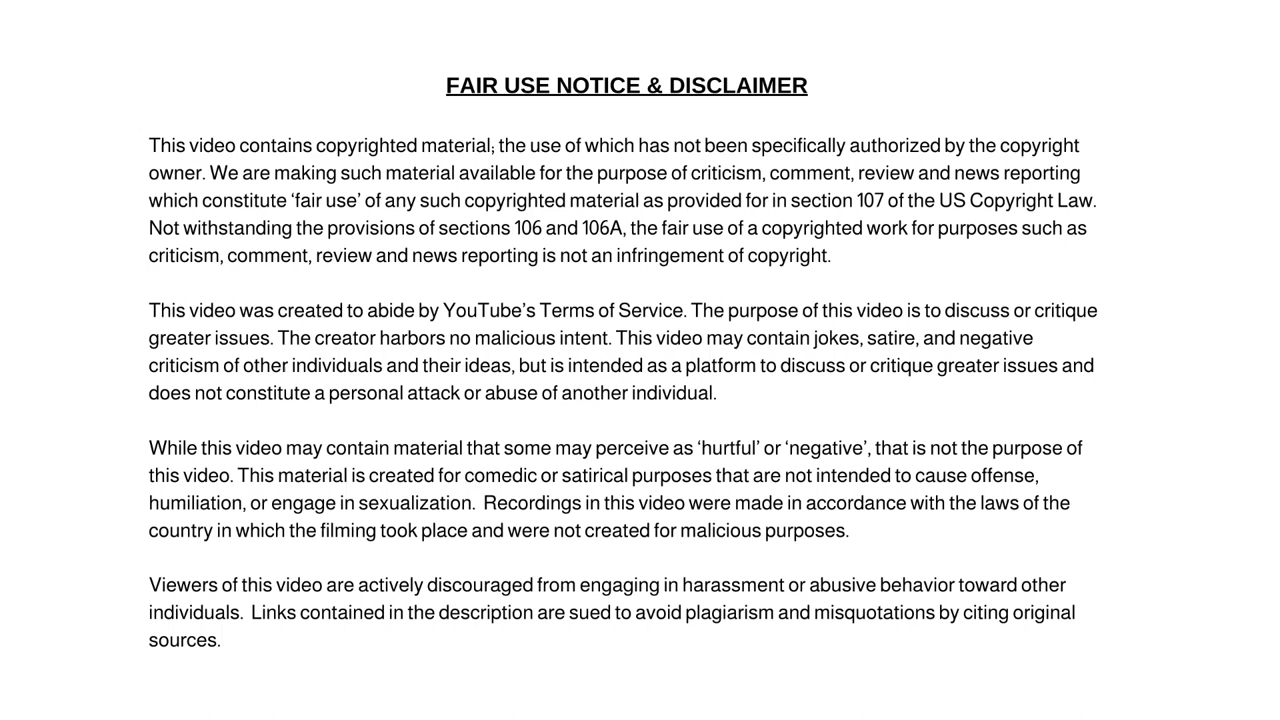 FAIR USE NOTICE & DISCLAIMER
This video contains copyrighted material; the use of which has not been specifically authorized by the copyright
owner. We are making such material available for the purpose of criticism, comment, review and news reporting
which constitute ‘fair use’ of any such copyrighted material as provided for in section 107 of the US Copyright Law.
Not withstanding the provisions of sections 106 and 106A, the fair use of a copyrighted work for purposes such as
criticism, comment, review and news reporting is not an infringement of copyright.
This video was created to abide by YouTube’s Terms of Service. The purpose of this video is to discuss or critique
greater issues. The creator harbors no malicious intent. This video may contain jokes, satire, and negative
criticism of other individuals and their ideas, but is intended as a platform to discuss or critique greater issues and
does not constitute a personal attack or abuse of another individual.
While this video may contain material that some may perceive as ‘hurtful’ or ‘negative’, that is not the purpose of
this video. This material is created for comedic or satirical purposes that are not intended to cause offense,
humiliation, or engage in sexualization.  Recordings in this video were made in accordance with the laws of the
country in which the filming took place and were not created for malicious purposes.
Viewers of this video are actively discouraged from engaging in harassment or abusive behavior toward other
individuals.  Links contained in the description are sued to avoid plagiarism and misquotations by citing original
sources.